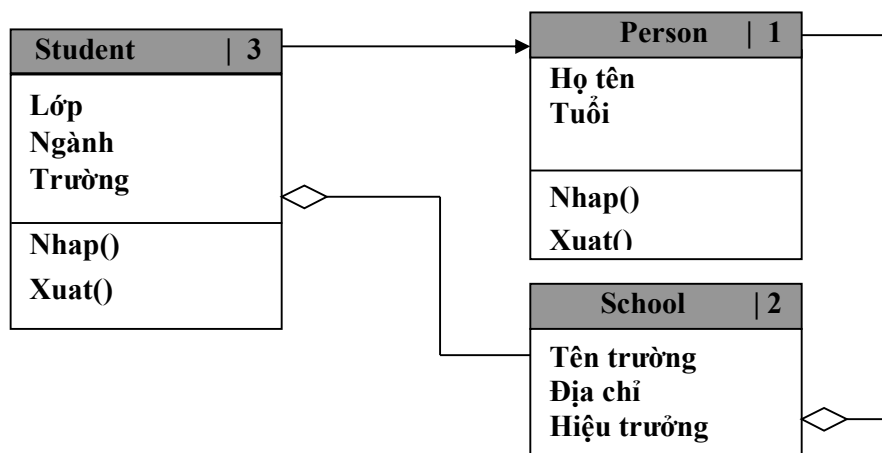 Student | 3
Lớp
Ngành
Trường
Nhap()
Xuat()
Person | 1
Họ tên
Tuổi
Nhap()
Xuat()
School | 2
Tên trường
Địa chỉ
Hiệu trưởng